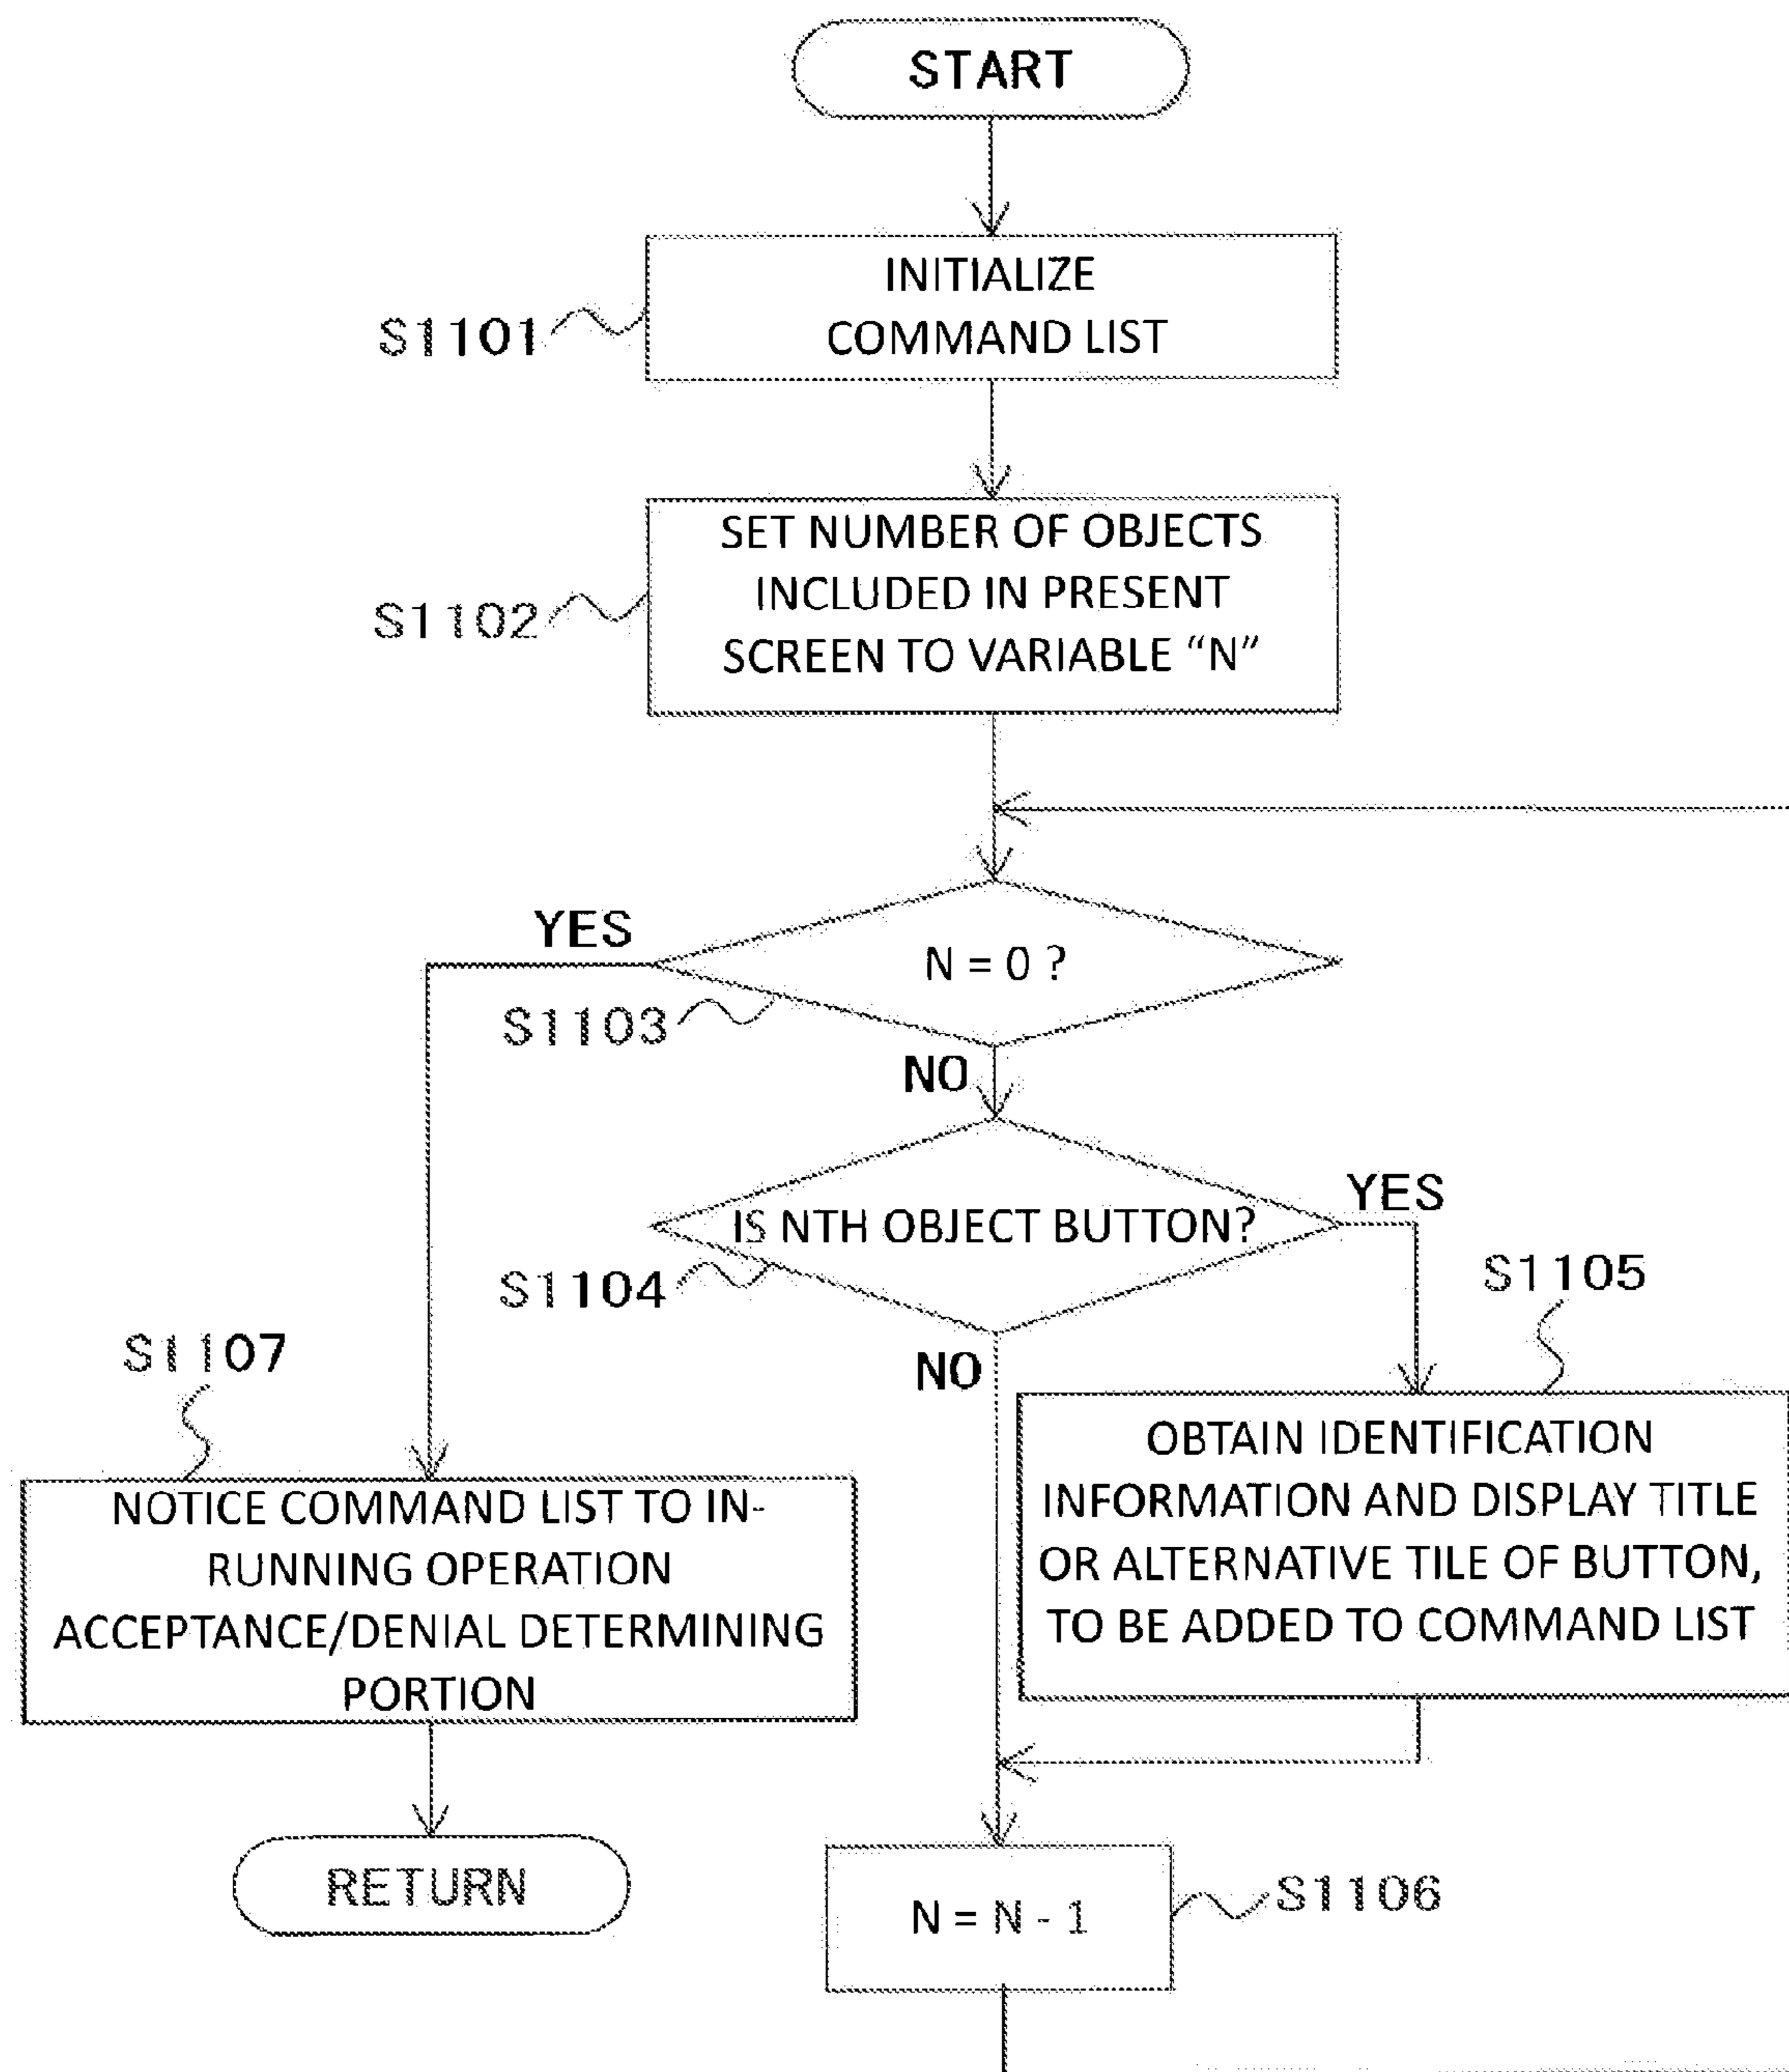 START
S1101
INITIALIZE
COMMAND LIST
S1102
SET NUMBER OF OBJECTS
INCLUDED IN PRESENT
SCREEN TO VARIABLE “N”
YES
N = 0 ?
S1103
NO
IS NTH OBJECT BUTTON?
YES
S1104
NO
S1105
OBTAIN IDENTIFICATION
INFORMATION AND DISPLAY TITLE
OR ALTERNATIVE TILE OF BUTTON,
TO BE ADDED TO COMMAND LIST
S1107
NOTICE COMMAND LIST TO IN-
RUNNING OPERATION
ACCEPTANCE/DENIAL DETERMINING
PORTION
RETURN
N = N - 1
S1106